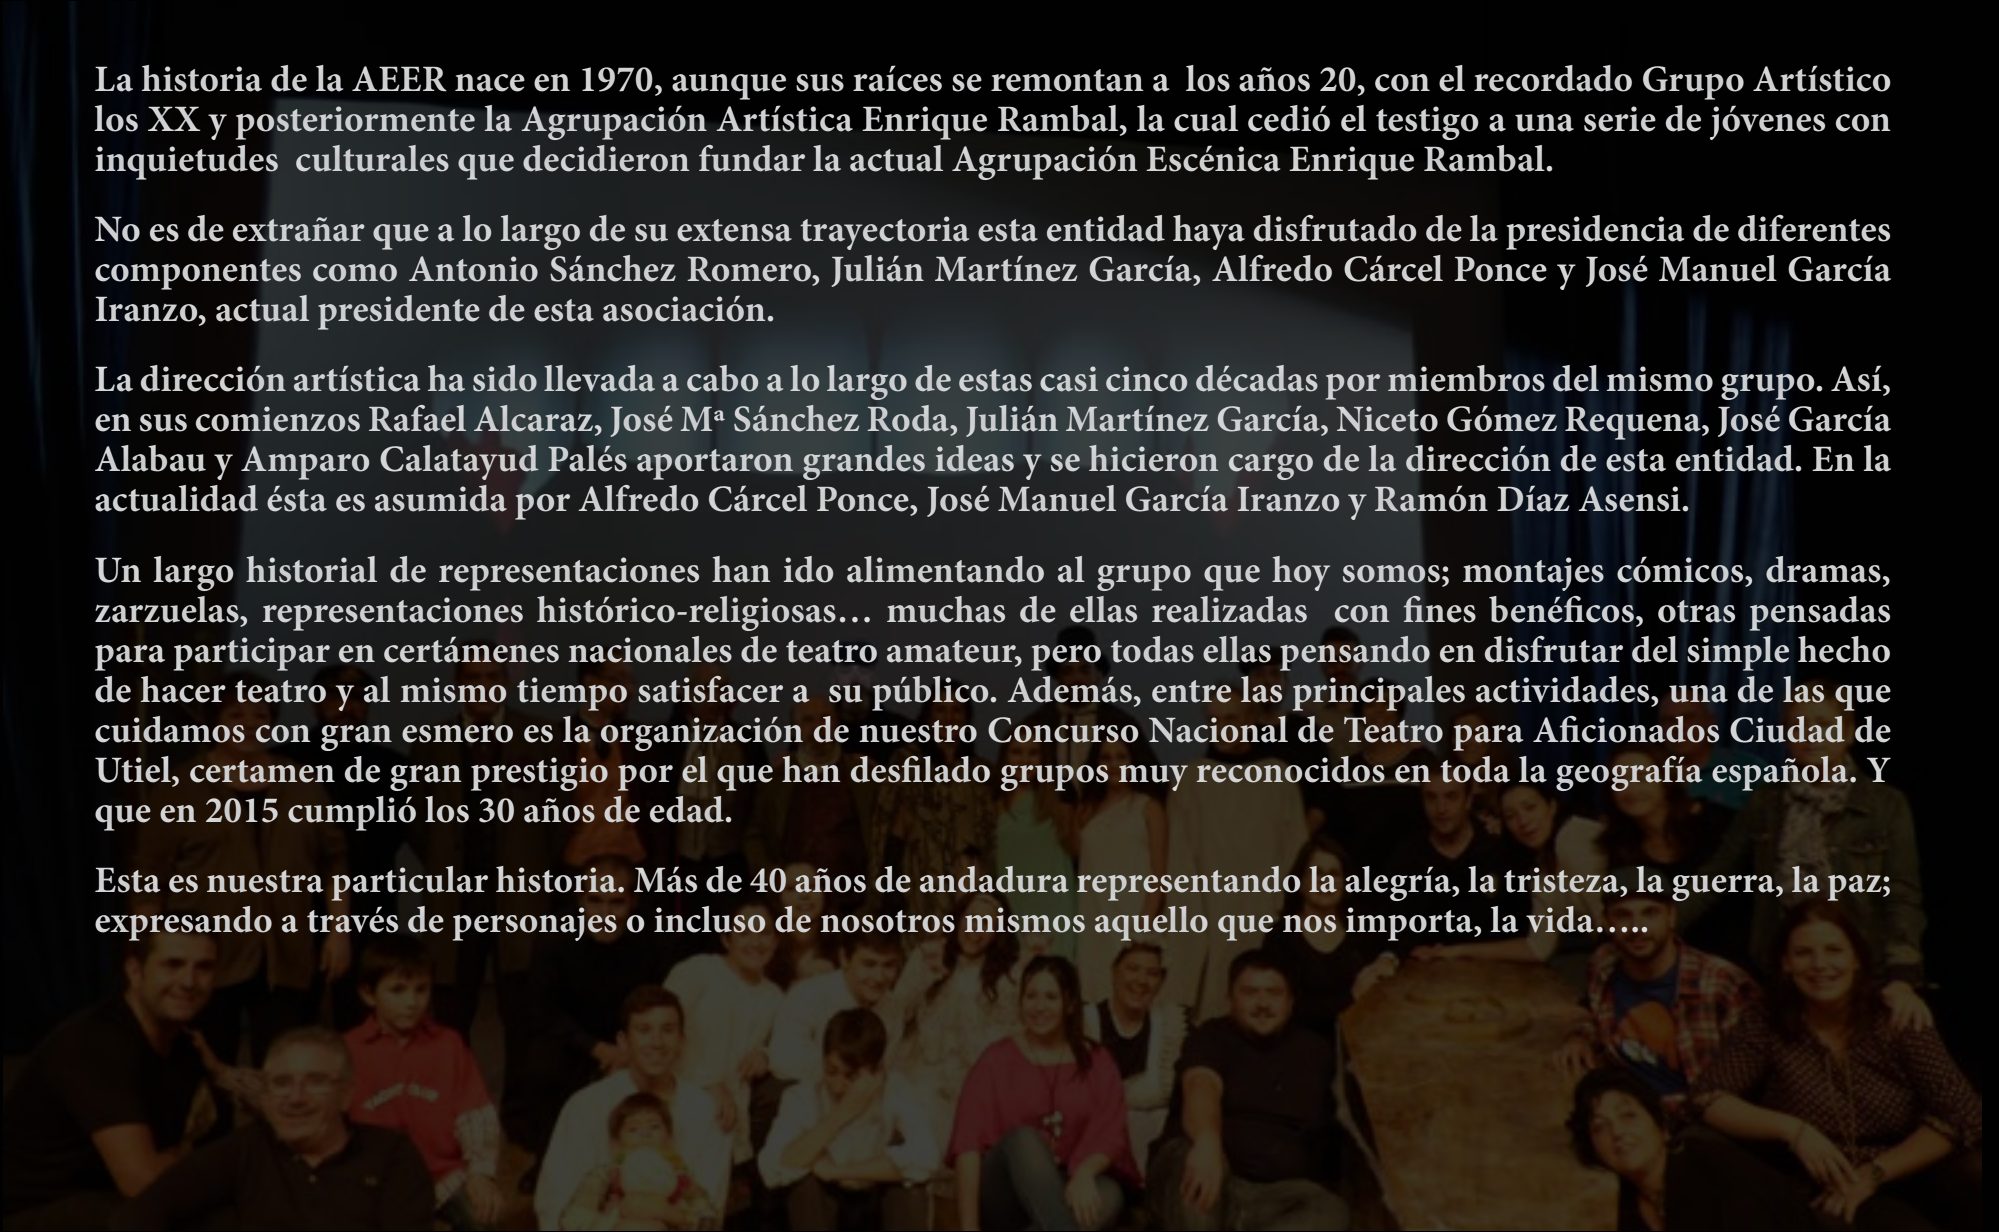 La historia de la AEER nace en 1970, aunque sus raíces se remontan a  los años 20, con el recordado Grupo Artístico
los XX y posteriormente la Agrupación Artística Enrique Rambal, la cual cedió el testigo a una serie de jóvenes con
inquietudes  culturales que decidieron fundar la actual Agrupación Escénica Enrique Rambal.
No es de extrañar que a lo largo de su extensa trayectoria esta entidad haya disfrutado de la presidencia de diferentes
componentes como Antonio Sánchez Romero, Julián Martínez García, Alfredo Cárcel Ponce y José Manuel García
Iranzo, actual presidente de esta asociación.
La dirección artística ha sido llevada a cabo a lo largo de estas casi cinco décadas por miembros del mismo grupo. Así,
en sus comienzos Rafael Alcaraz, José Mª Sánchez Roda, Julián Martínez García, Niceto Gómez Requena, José García
Alabau y Amparo Calatayud Palés aportaron grandes ideas y se hicieron cargo de la dirección de esta entidad. En la
actualidad ésta es asumida por Alfredo Cárcel Ponce, José Manuel García Iranzo y Ramón Díaz Asensi.
Un largo historial de representaciones han ido alimentando al grupo que hoy somos; montajes cómicos, dramas,
zarzuelas, representaciones histórico-religiosas… muchas de ellas realizadas  con fines benéficos, otras pensadas
para participar en certámenes nacionales de teatro amateur, pero todas ellas pensando en disfrutar del simple hecho
de hacer teatro y al mismo tiempo satisfacer a  su público. Además, entre las principales actividades, una de las que
cuidamos con gran esmero es la organización de nuestro Concurso Nacional de Teatro para Aficionados Ciudad de
Utiel, certamen de gran prestigio por el que han desfilado grupos muy reconocidos en toda la geografía española. Y
que en 2015 cumplió los 30 años de edad.
Esta es nuestra particular historia. Más de 40 años de andadura representando la alegría, la tristeza, la guerra, la paz;
expresando a través de personajes o incluso de nosotros mismos aquello que nos importa, la vida…..